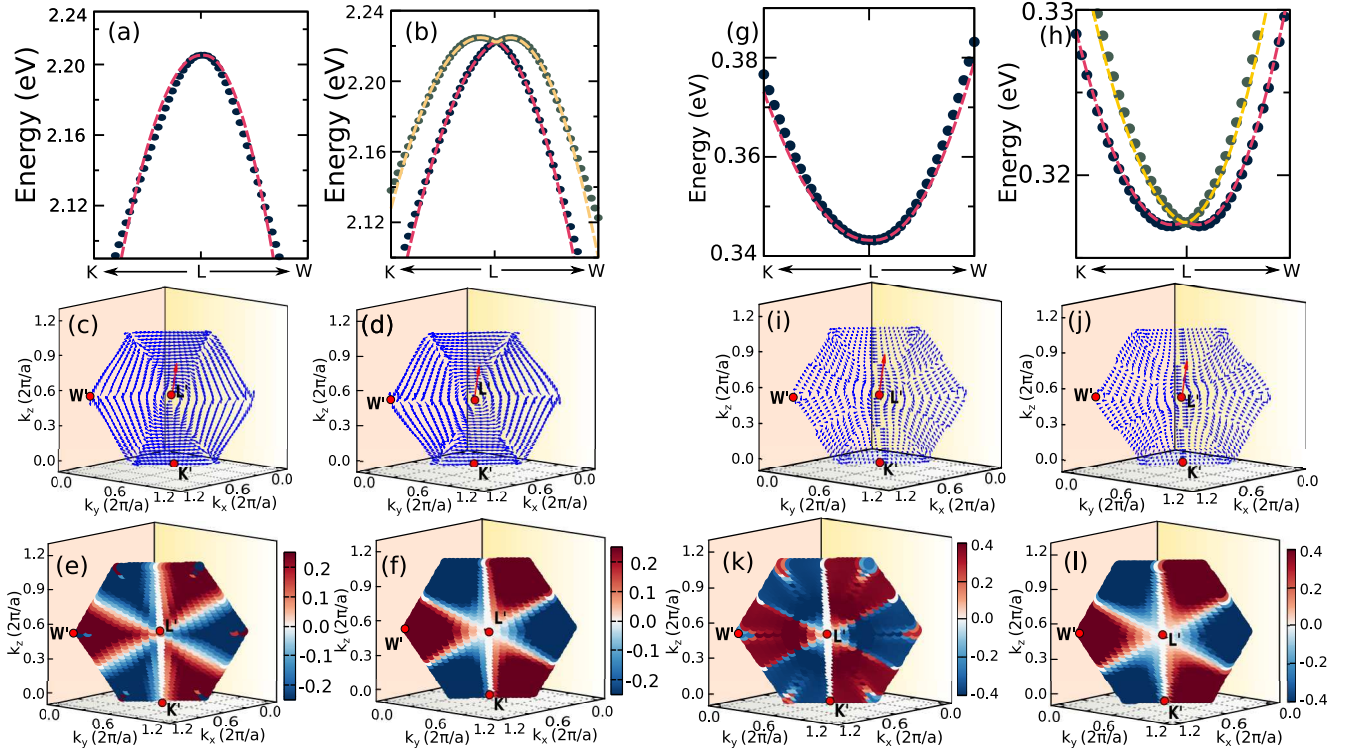 (a)
Energy (eV)
2.24
2.20
2.16
2.12
K L W
(b)
Energy (eV)
2.24
2.20
2.16
2.12
K L W
(g)
Energy (eV)
0.38
0.36
0.34
K L W
(h)
Energy (eV)
0.33
0.32
K L W
(c)
k_z (2π/a)
1.2
0.9
0.6
0.3
0.0
W'
L'
K'
0.0 0.6 1.2 1.2 0.6 0.0
k_y (2π/a) k_x (2π/a)
(d)
k_z (2π/a)
1.2
0.9
0.6
0.3
0.0
W'
L
K'
0.0 0.6 1.2 1.2 0.6 0.0
k_y (2π/a) k_x (2π/a)
(i)
k_z (2π/a)
1.2
0.9
0.6
0.3
0.0
W'
L'
K'
0.0 0.6 1.2 1.2 0.6 0.0
k_y (2π/a) k_x (2π/a)
(j)
k_z (2π/a)
1.2
0.9
0.6
0.3
0.0
W'
L'
K'
0.0 0.6 1.2 1.2 0.6 0.0
k_y (2π/a) k_x (2π/a)
(e)
k_z (2π/a)
1.2
0.9
0.6
0.3
0.0
W'
L'
K'
0.0 0.6 1.2 1.2 0.6 0.0
k_y (2π/a) k_x (2π/a)
0.2
0.1
0.0
-0.1
-0.2
(f)
k_z (2π/a)
1.2
0.9
0.6
0.3
0.0
W'
L'
K'
0.0 0.6 1.2 1.2 0.6 0.0
k_y (2π/a) k_x (2π/a)
0.2
0.1
0.0
-0.1
-0.2
(k)
k_z (2π/a)
1.2
0.9
0.6
0.3
0.0
W'
L'
K'
0.0 0.6 1.2 1.2 0.6 0.0
k_y (2π/a) k_x (2π/a)
0.4
0.2
0.0
-0.2
-0.4
(l)
k_z (2π/a)
1.2
0.9
0.6
0.3
0.0
W'
L'
K'
0.0 0.6 1.2 1.2 0.6 0.0
k_y (2π/a) k_x (2π/a)
0.4
0.2
0.0
-0.2
-0.4